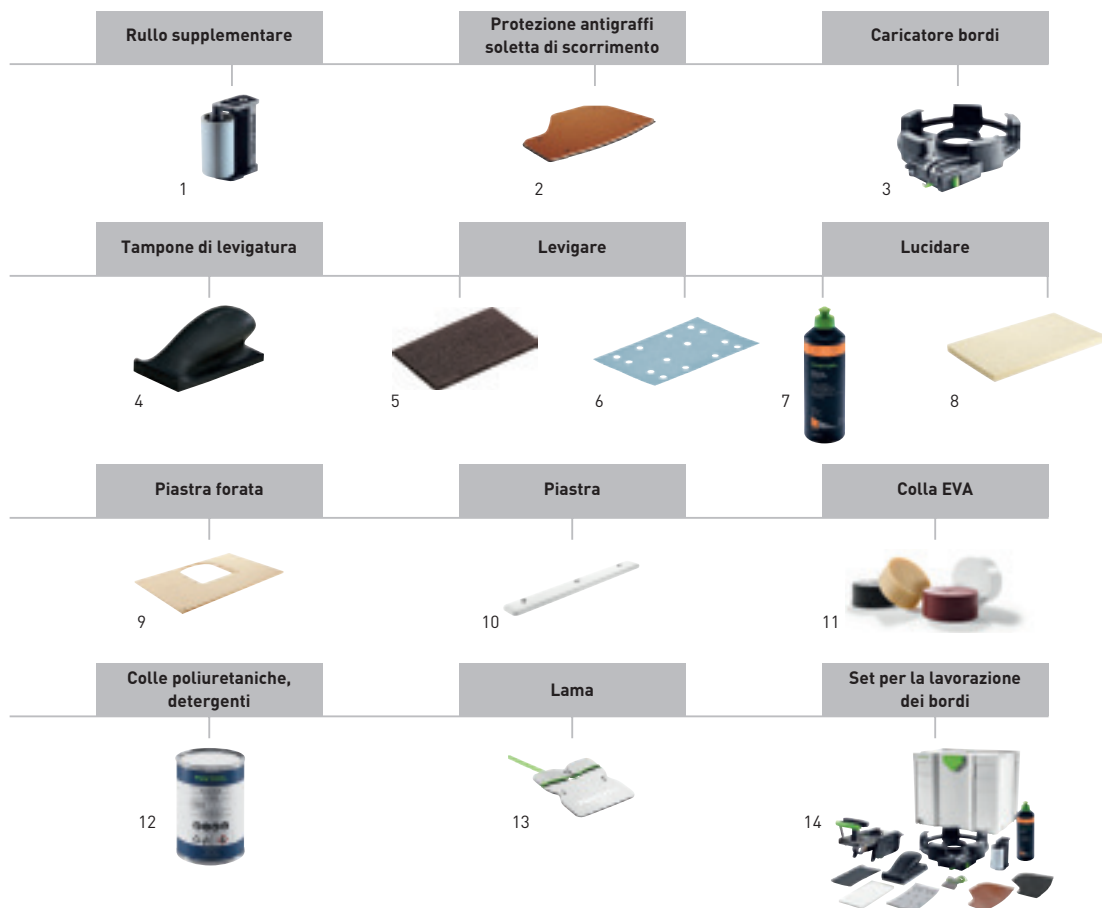 Rullo supplementare
Protezione antigraffi
soletta di scorrimento
Caricatore bordi
1
2
3
Tampone di levigatura
Levigare
Lucidare
4
5
6
7
8
Piastra forata
Piastra
Colla EVA
9
10
11
Colle poliuretaniche,
detergenti
Lama
Set per la lavorazione
dei bordi
12
13
14